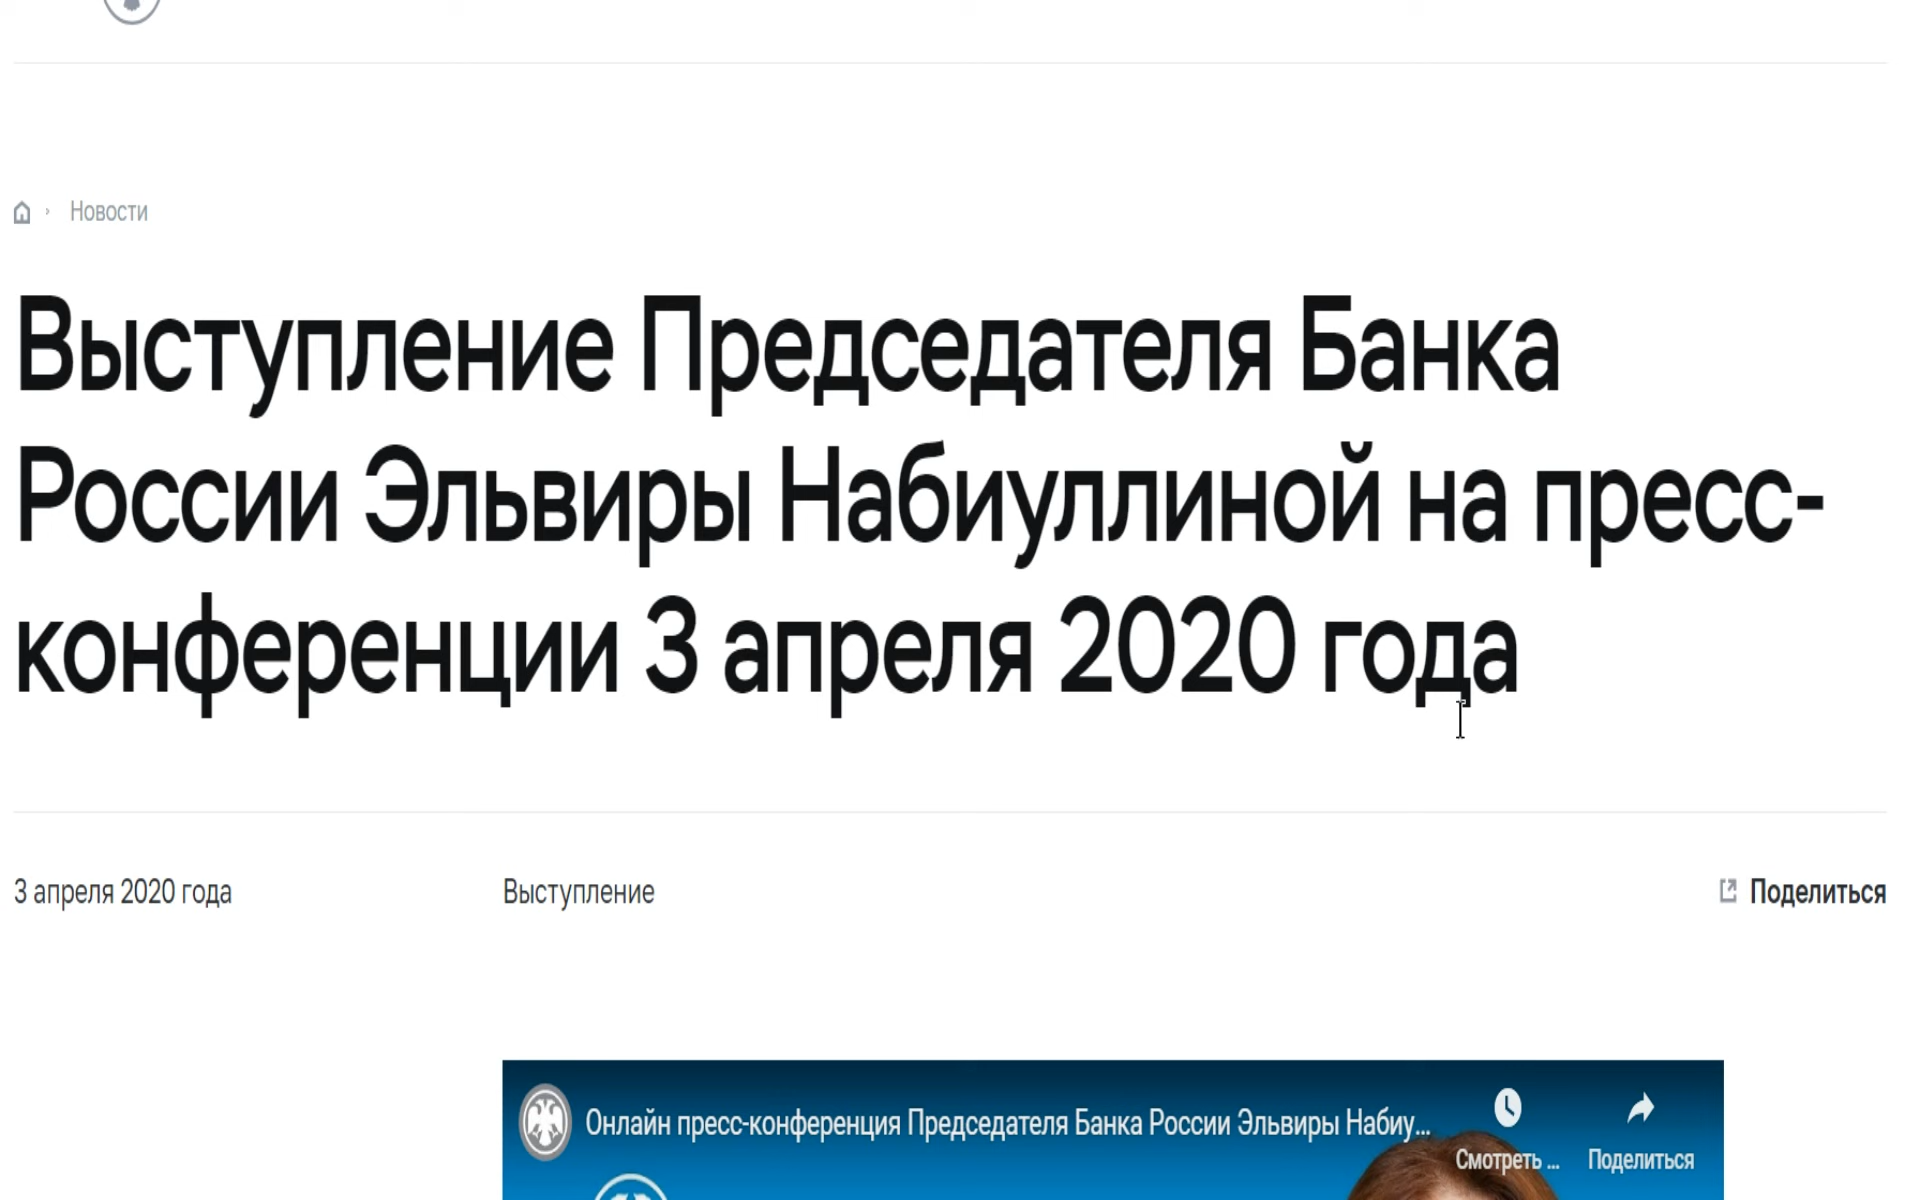 Новости
Выступление Председателя Банка
России Эльвиры Набиуллиной на пресс-
конференции 3 апреля 2020 года
3 апреля 2020 года
Выступление
Поделиться
Онлайн пресс-конференция Председателя Банка России Эльвиры Набиу...
Смотреть ...
Поделиться